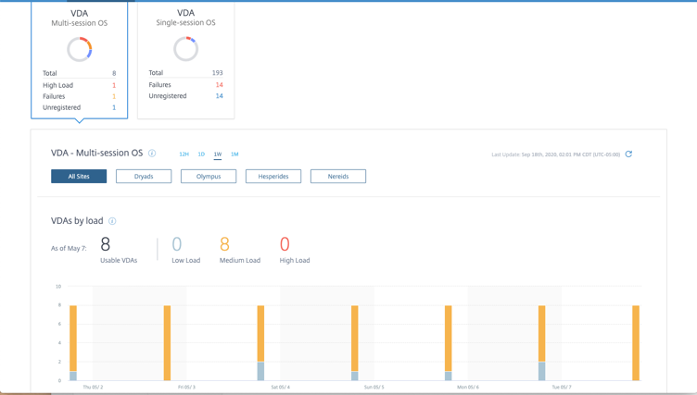 VDA VDA
Multi-session OS Single-session OS
Total 8 Total 193
High Load 1 Failures 14
Failures 1 Unregistered 14
Unregistered 1
VDA - Multi-session OS 12H 1D 1W 1M Last Update: Sep 16th, 2020, 02:01 PM CDT (UTC-05:00)
All Sites Dryads Olympus Hesperides Nereids
VDAs by load
As of May 7: 8 0 8 0
Usable VDAs Low Load Medium Load High Load
10
8
6
4
2
0
Thu 05/ 2 Fri 05/ 3 Sat 05/ 4 Sun 05/ 5 Mon 05/ 6 Tue 05/ 7